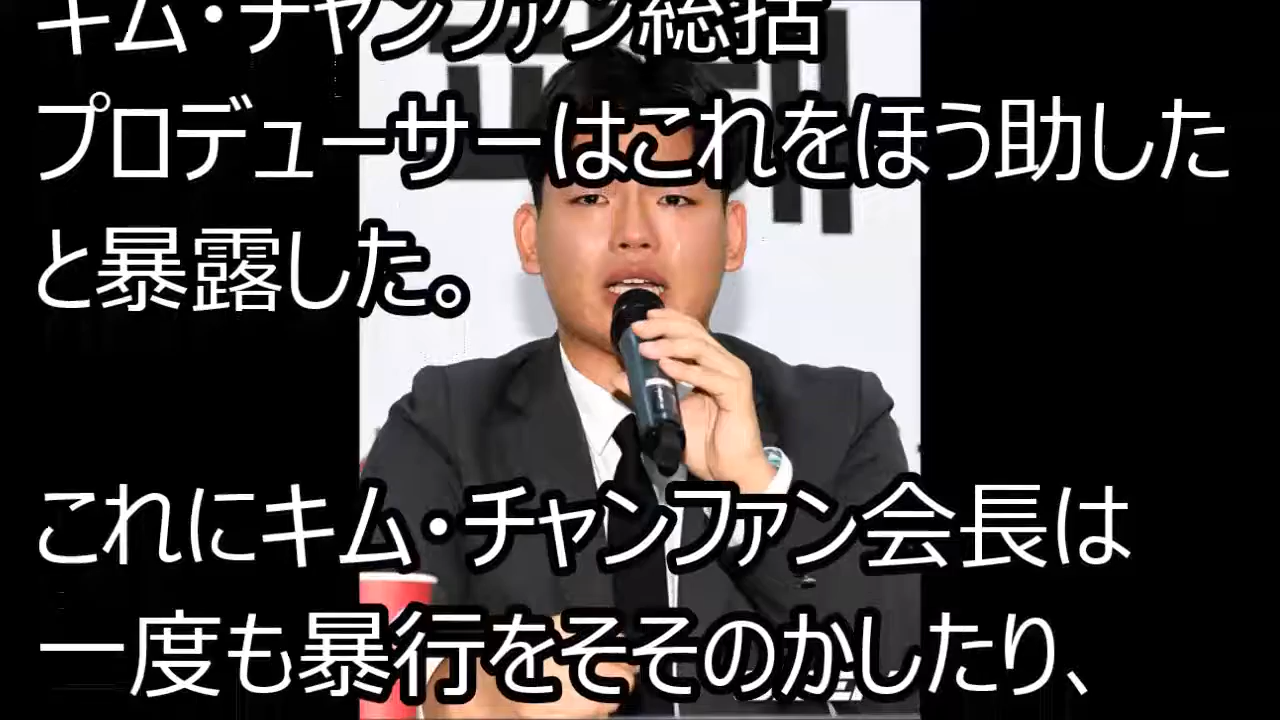 キム・チャンファン総括
プロデューサーはこれをほう助した
と暴露した。
これにキム・チャンファン会長は
一度も暴行をそそのかしたり、